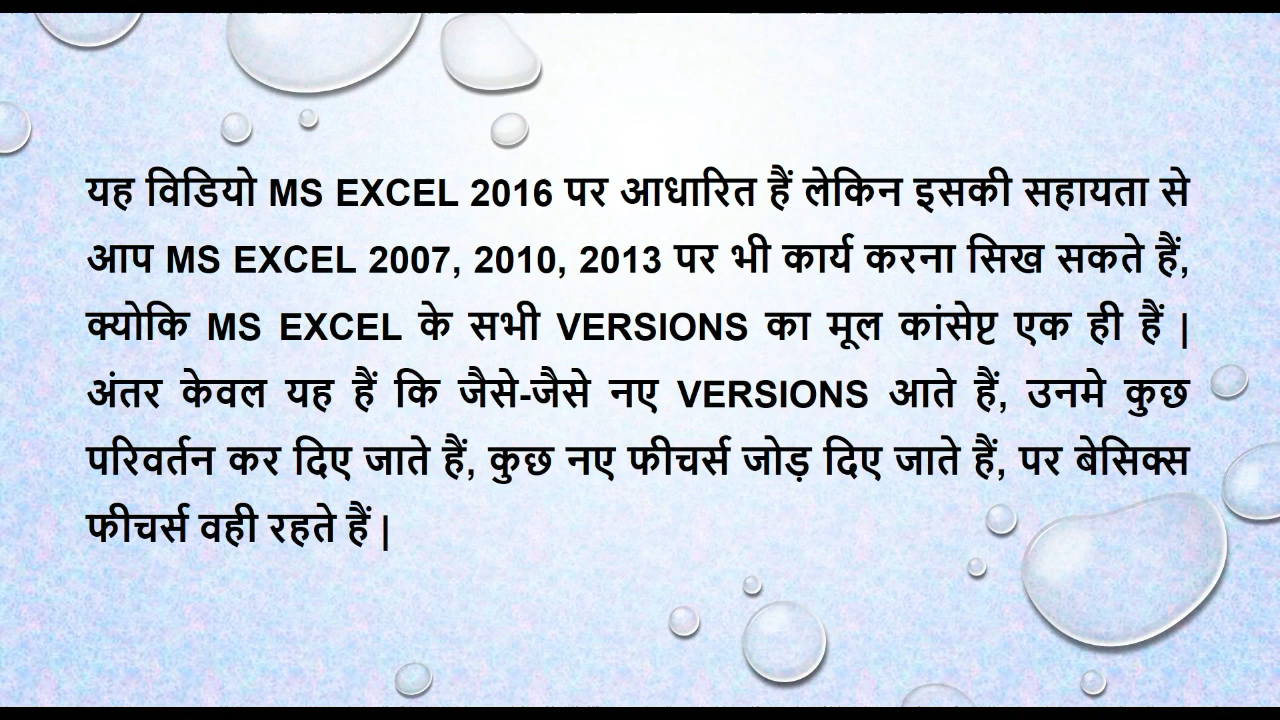 यह विडियो MS EXCEL 2016 पर आधारित हैं लेकिन इसकी सहायता से
आप MS EXCEL 2007, 2010, 2013 पर भी कार्य करना सिख सकते हैं,
क्योकि MS EXCEL के सभी VERSIONS का मूल कांसेप्ट एक ही हैं |
अंतर केवल यह हैं कि जैसे-जैसे नए VERSIONS आते हैं, उनमे कुछ
परिवर्तन कर दिए जाते हैं, कुछ नए फीचर्स जोड़ दिए जाते हैं, पर बेसिक्स
फीचर्स वही रहते हैं |